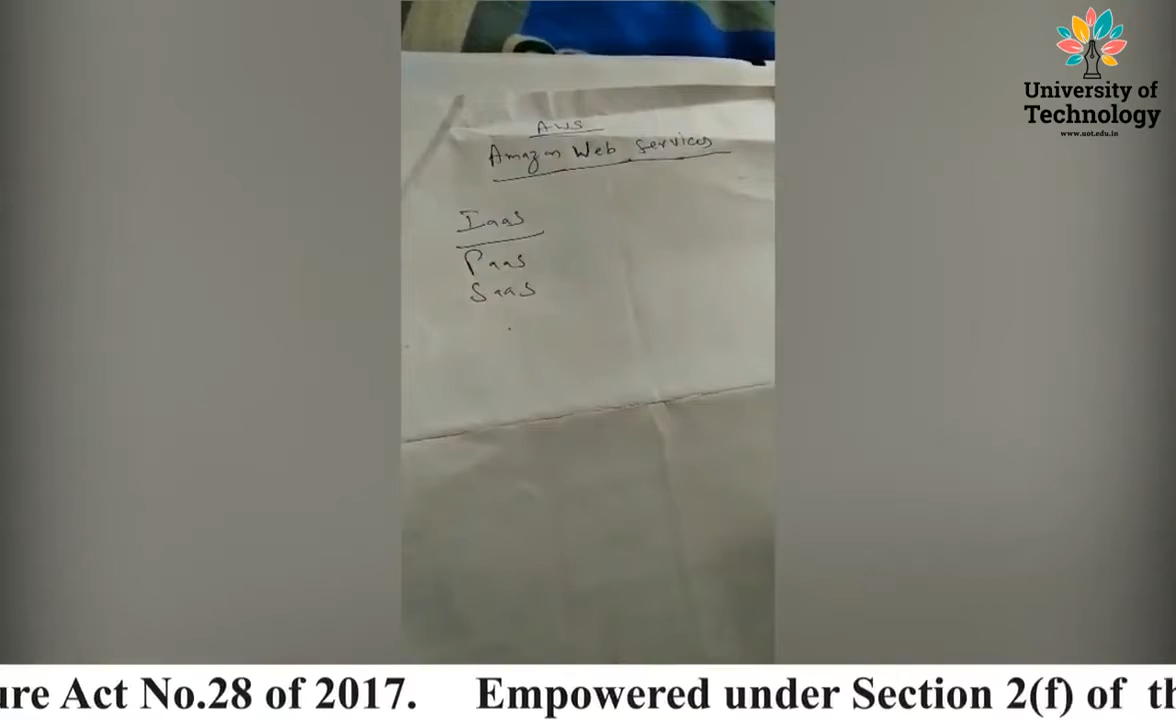 University of
Technology
www.uot.edu.in
AWS
Amazon Web Services
IaaS
PaaS
SaaS
ure Act No.28 of 2017. Empowered under Section 2(f) of th